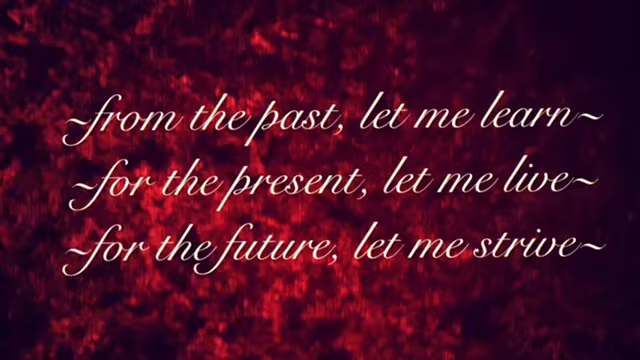 ~from the past, let me learn~
~for the present, let me live~
~for the future, let me strive~